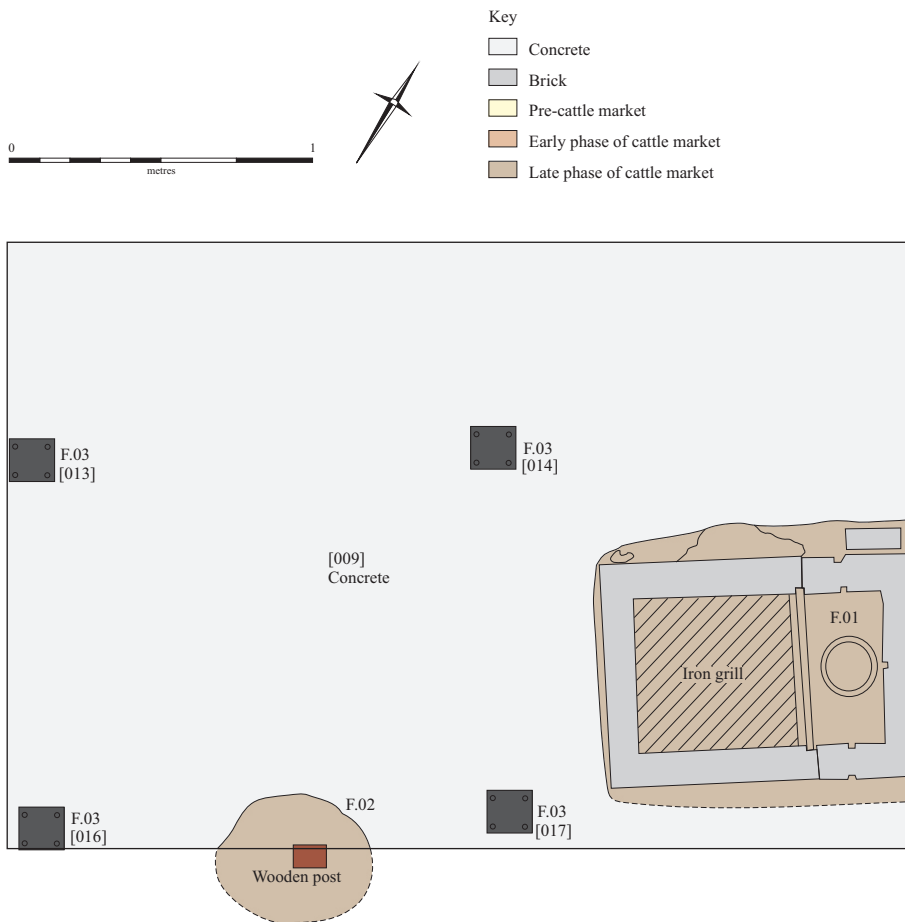 Key
Concrete
Brick
Pre-cattle market
Early phase of cattle market
Late phase of cattle market
0 1
metres
F.03
[013]
F.03
[014]
[009]
Concrete
F.01
Iron grill
F.02
F.03
[016]
F.03
[017]
Wooden post